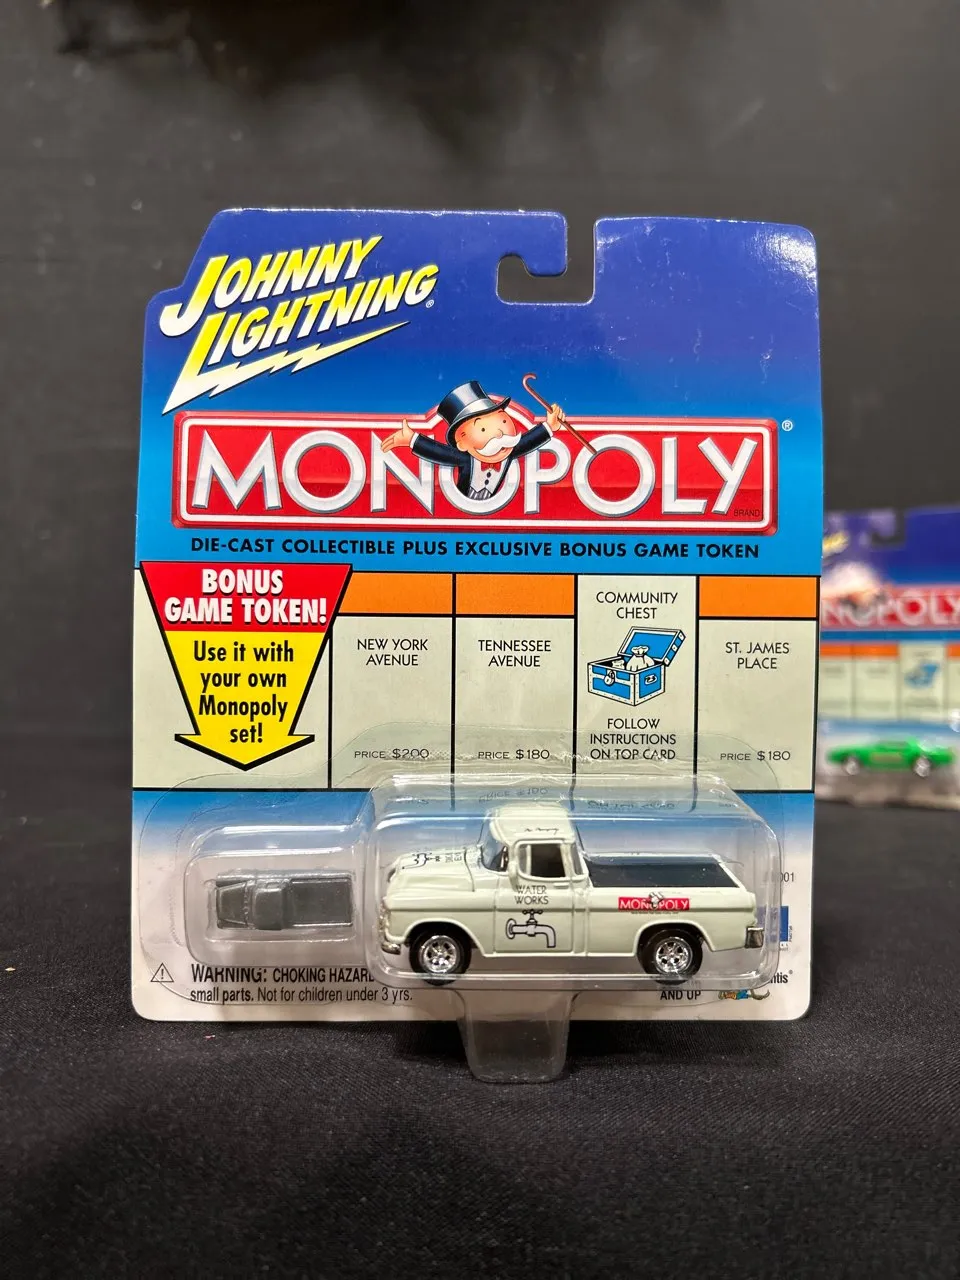 JOHNNY
LIGHTNING®
MONOPOLY®
BRAND
DIE-CAST COLLECTIBLE PLUS EXCLUSIVE BONUS GAME TOKEN
BONUS
GAME TOKEN!
Use it with
your own
Monopoly
set!
NEW YORK
AVENUE
PRICE $200
TENNESSEE
AVENUE
PRICE $180
COMMUNITY
CHEST
FOLLOW
INSTRUCTIONS
ON TOP CARD
ST. JAMES
PLACE
PRICE $180
WATER
WORKS
MONOPOLY
WARNING: CHOKING HAZARD
small parts. Not for children under 3 yrs.
AND UP
NOPOLY